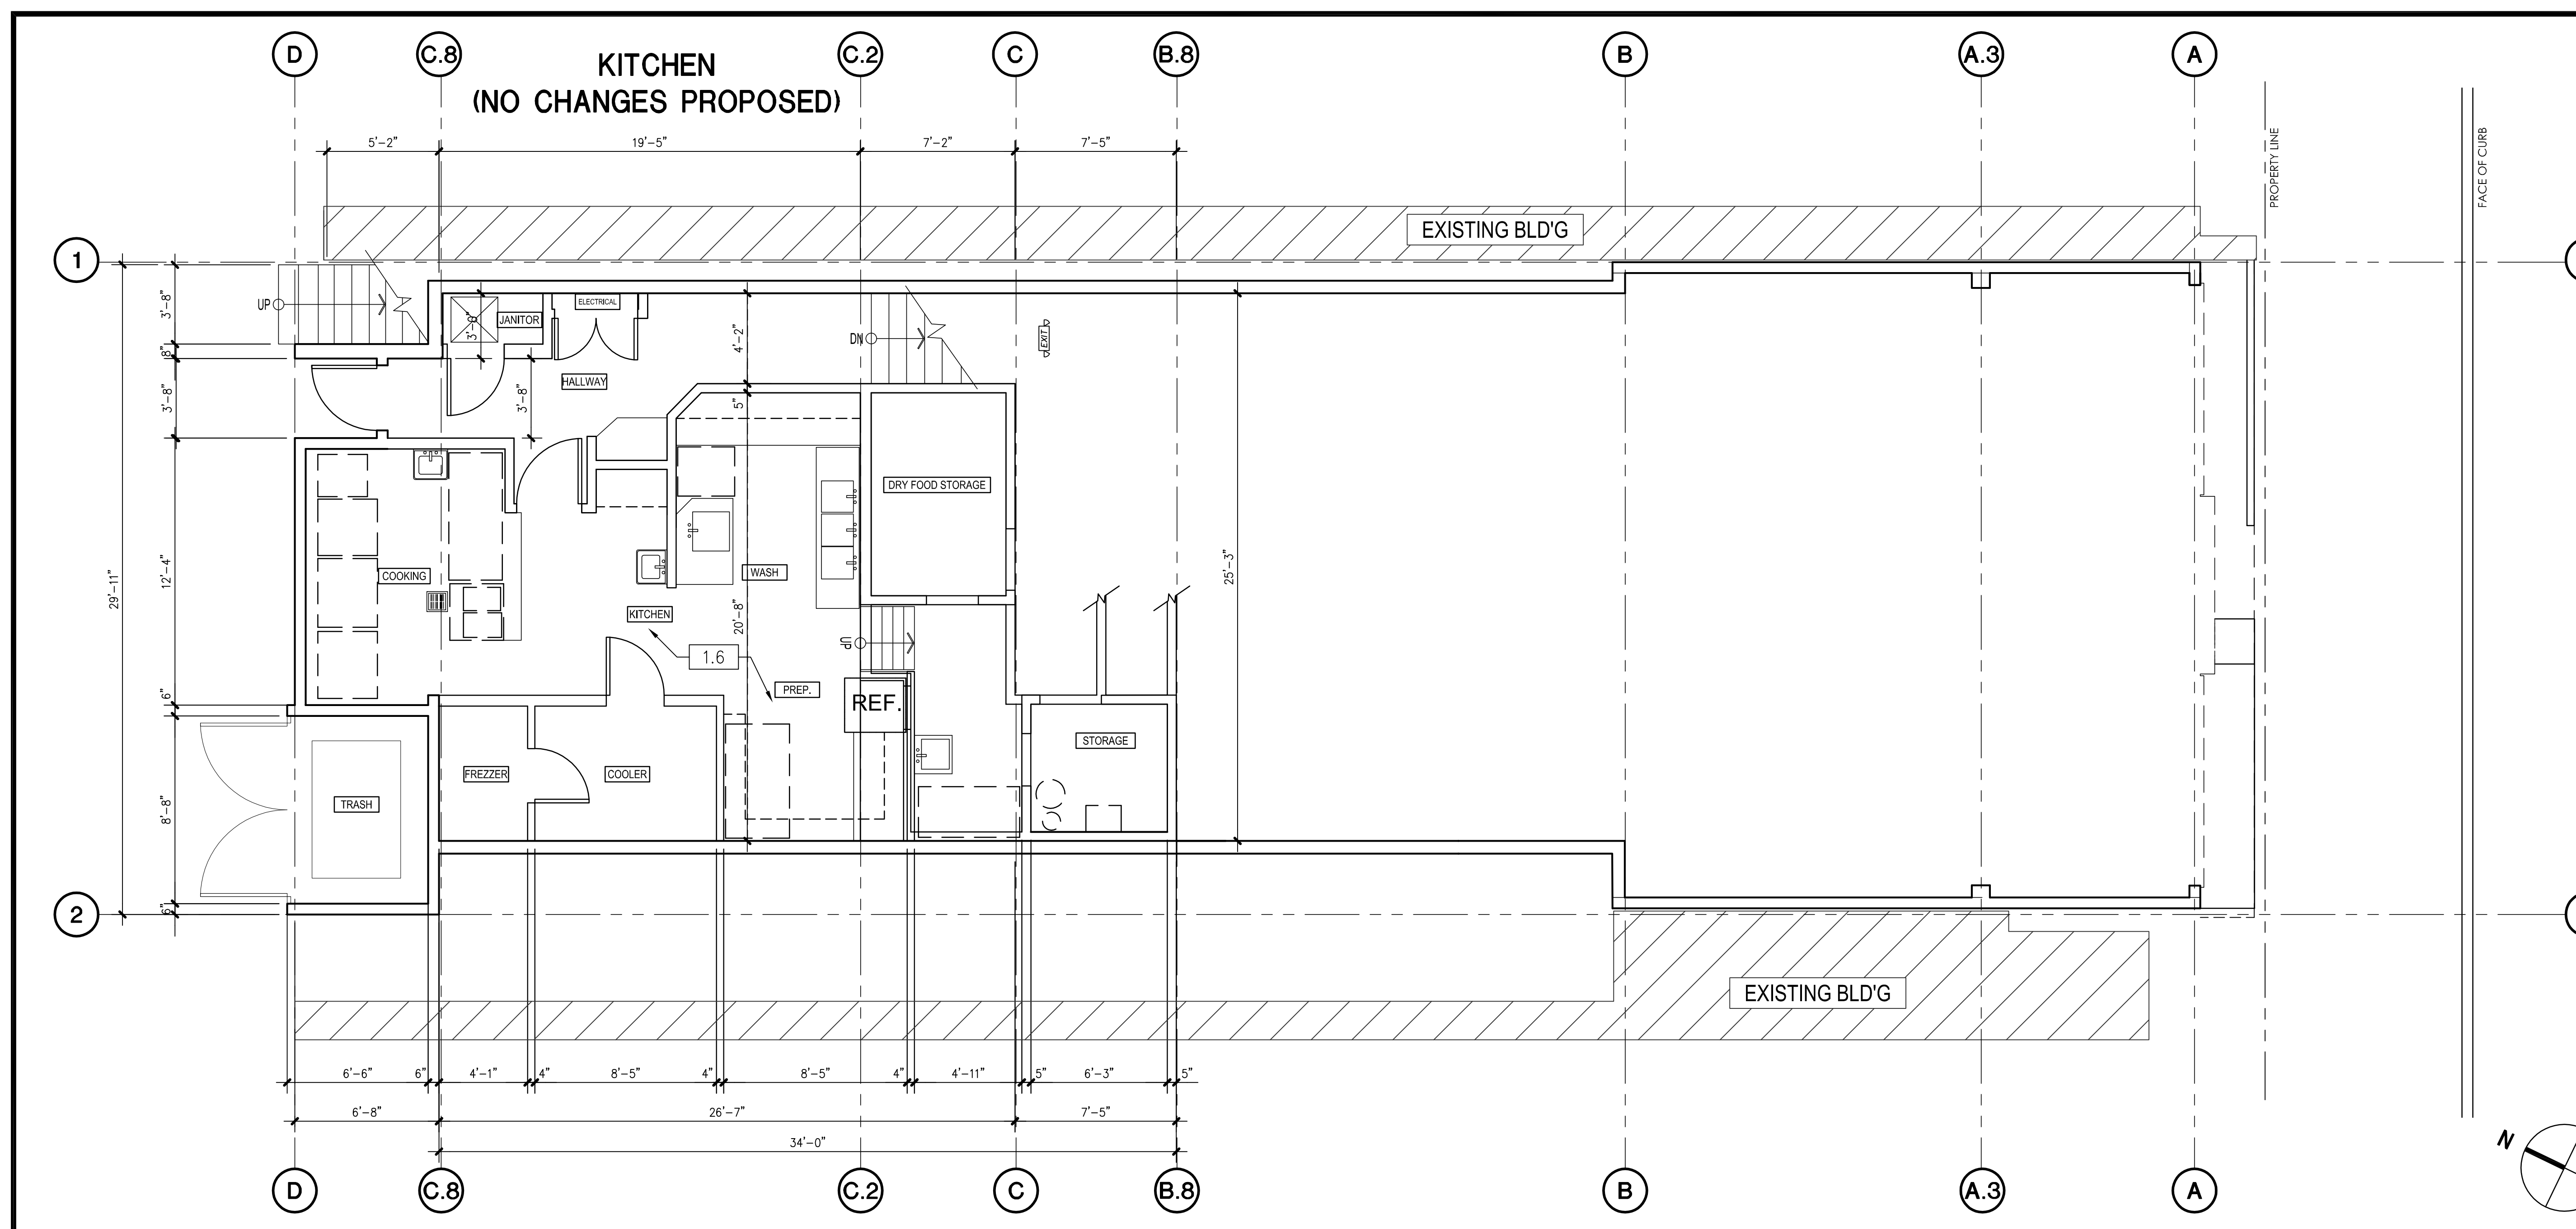 D
C.8
C.2
C
B.8
B
A.3
A
KITCHEN
(NO CHANGES PROPOSED)
5'-2"
19'-5"
7'-2"
7'-5"
PROPERTY LINE
FACE OF CURB
EXISTING BLD'G
1
UP
ELECTRICAL
JANITOR
3'-8"
8"
3'-8"
4'-2"
DN
EXIT
HALLWAY
3'-8"
5"
DRY FOOD STORAGE
29'-11"
12'-4"
COOKING
WASH
25'-3"
KITCHEN
20'-8"
UP
1.6
PREP.
REF.
6"
STORAGE
FREZZER
COOLER
TRASH
8'-8"
6"
2
EXISTING BLD'G
6'-6"
6"
4'-1"
4"
8'-5"
4"
8'-5"
4"
4'-11"
5"
6'-3"
5"
6'-8"
26'-7"
7'-5"
34'-0"
N
D
C.8
C.2
C
B.8
B
A.3
A